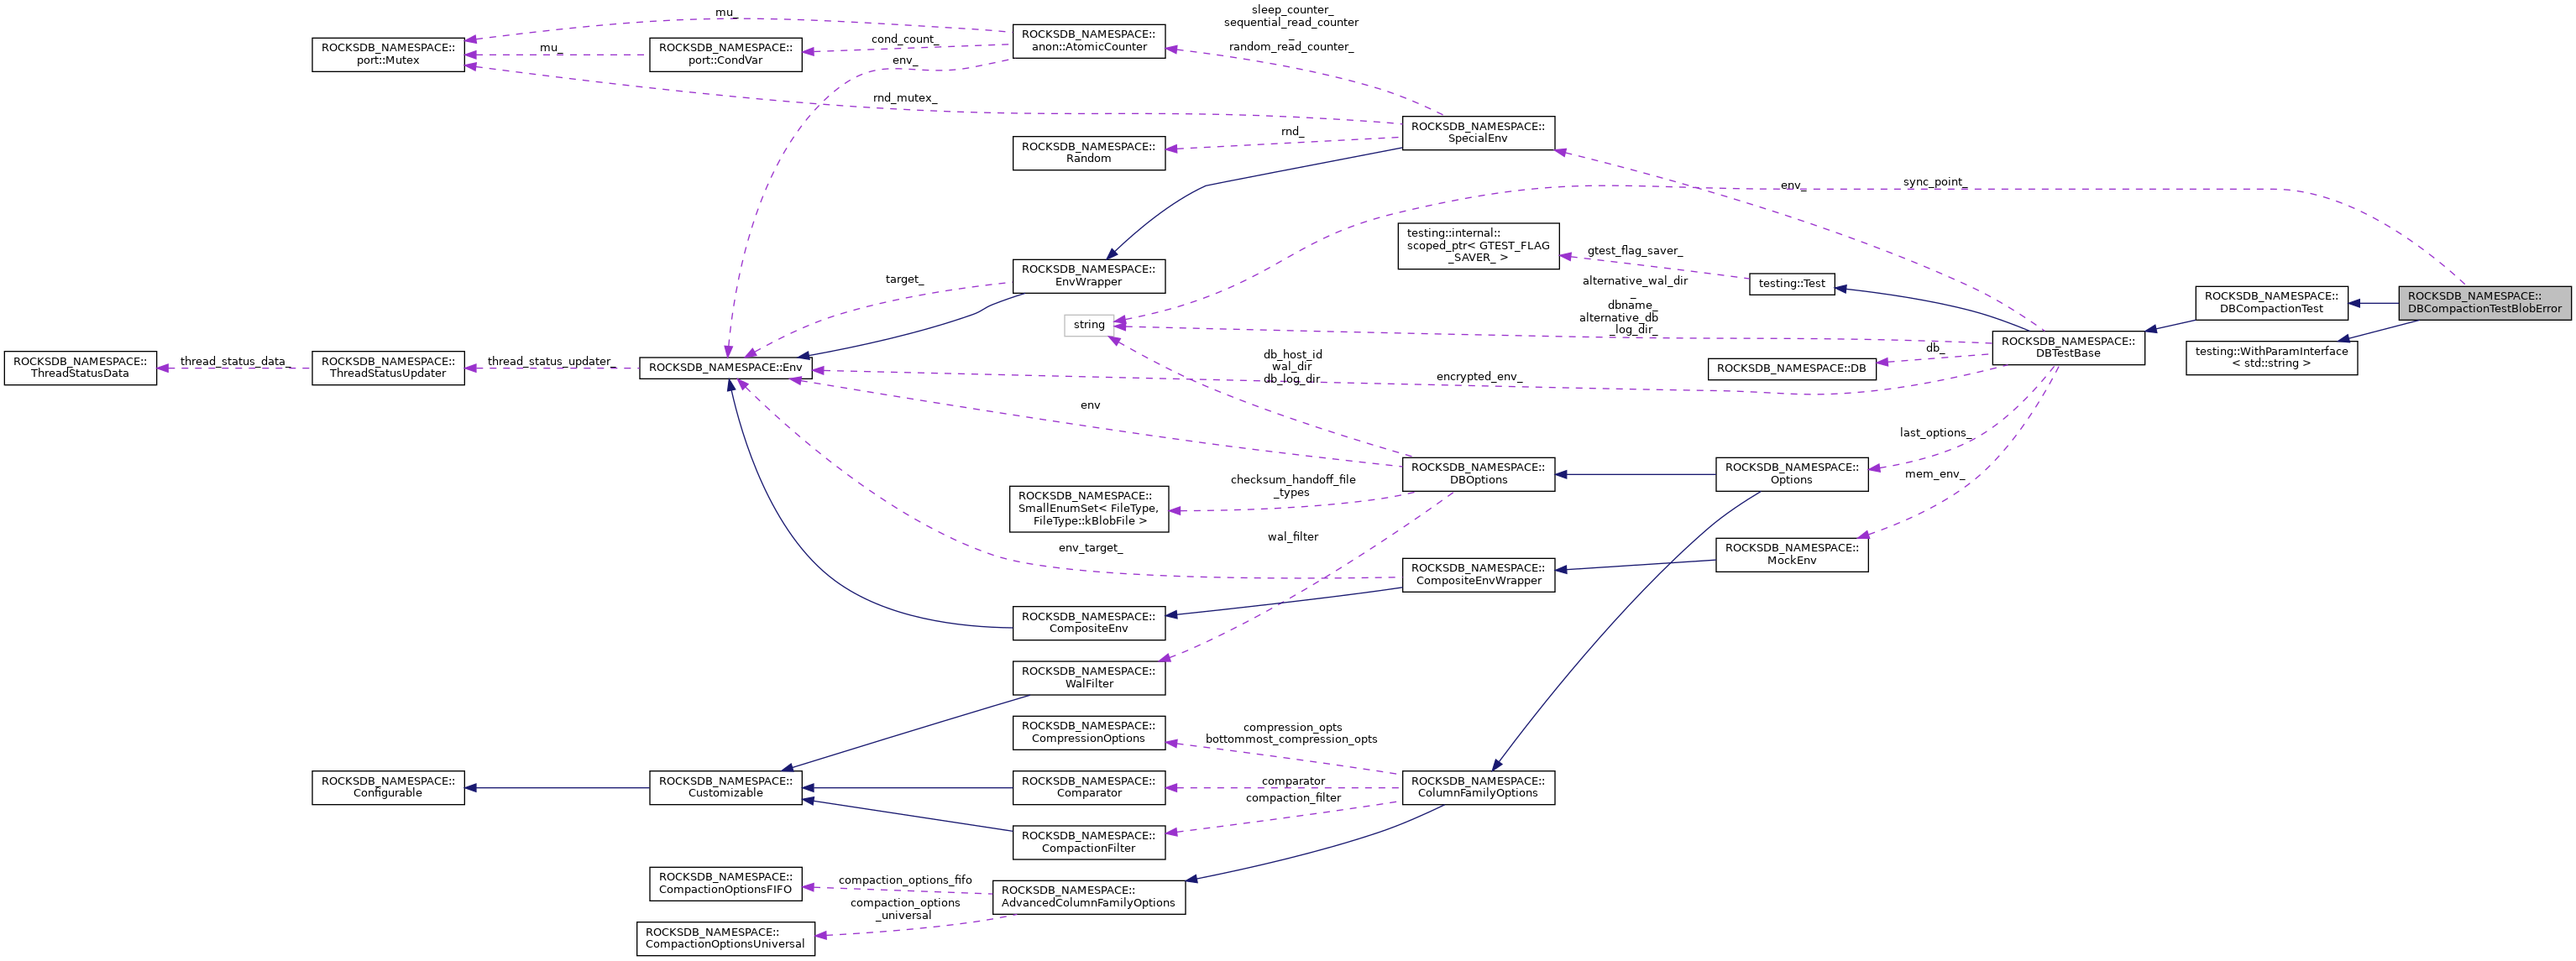 sleep_counter_
sequential_read_counter
_
random_read_counter_
mu_
ROCKSDB_NAMESPACE::
anon::AtomicCounter
cond_count_
ROCKSDB_NAMESPACE::
port::Mutex
mu_
ROCKSDB_NAMESPACE::
port::CondVar
env_
rnd_mutex_
ROCKSDB_NAMESPACE::
SpecialEnv
rnd_
ROCKSDB_NAMESPACE::
Random
env_
sync_point_
testing::internal::
scoped_ptr< GTEST_FLAG
_SAVER_ >
gtest_flag_saver_
ROCKSDB_NAMESPACE::
EnvWrapper
target_
alternative_wal_dir
_
dbname_
alternative_db
_log_dir_
testing::Test
ROCKSDB_NAMESPACE::
DBCompactionTest
ROCKSDB_NAMESPACE::
DBCompactionTestBlobError
string
ROCKSDB_NAMESPACE::
DBTestBase
testing::WithParamInterface
< std::string >
db_
ROCKSDB_NAMESPACE::DB
ROCKSDB_NAMESPACE::
ThreadStatusData
thread_status_data_
ROCKSDB_NAMESPACE::
ThreadStatusUpdater
thread_status_updater_
ROCKSDB_NAMESPACE::Env
db_host_id
wal_dir
db_log_dir
encrypted_env_
env
last_options_
mem_env_
ROCKSDB_NAMESPACE::
DBOptions
ROCKSDB_NAMESPACE::
Options
checksum_handoff_file
_types
ROCKSDB_NAMESPACE::
SmallEnumSet< FileType,
FileType::kBlobFile >
wal_filter
env_target_
ROCKSDB_NAMESPACE::
MockEnv
ROCKSDB_NAMESPACE::
CompositeEnvWrapper
ROCKSDB_NAMESPACE::
CompositeEnv
ROCKSDB_NAMESPACE::
WalFilter
ROCKSDB_NAMESPACE::
CompressionOptions
compression_opts
bottommost_compression_opts
ROCKSDB_NAMESPACE::
Configurable
ROCKSDB_NAMESPACE::
Customizable
ROCKSDB_NAMESPACE::
Comparator
comparator
compaction_filter
ROCKSDB_NAMESPACE::
ColumnFamilyOptions
ROCKSDB_NAMESPACE::
CompactionFilter
ROCKSDB_NAMESPACE::
CompactionOptionsFIFO
compaction_options_fifo
ROCKSDB_NAMESPACE::
AdvancedColumnFamilyOptions
compaction_options
_universal
ROCKSDB_NAMESPACE::
CompactionOptionsUniversal